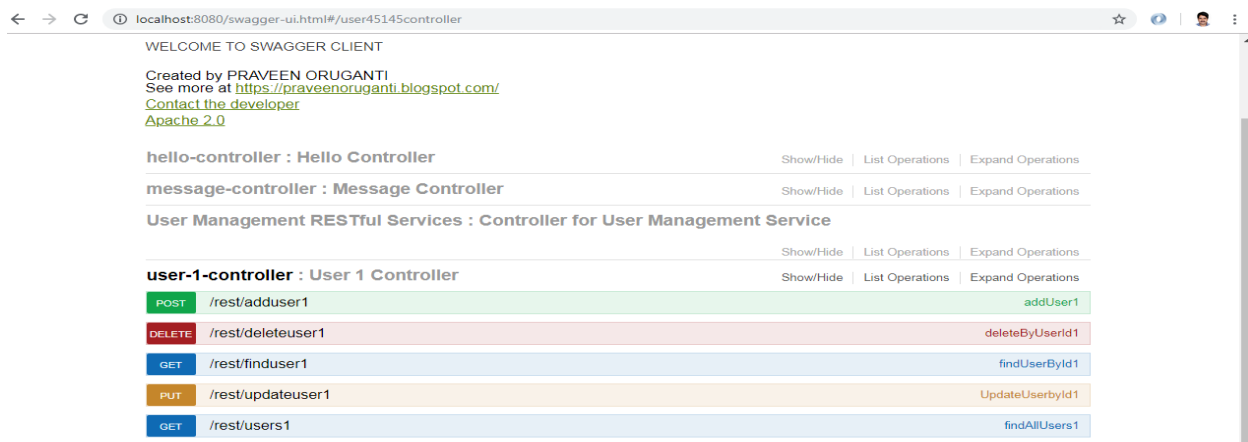 localhost:8080/swagger-ui.html#/user45145controller
WELCOME TO SWAGGER CLIENT
Created by PRAVEEN ORUGANTI
See more at https://praveenoruganti.blogspot.com/
Contact the developer
Apache 2.0
hello-controller : Hello Controller Show/Hide List Operations Expand Operations
message-controller : Message Controller Show/Hide List Operations Expand Operations
User Management RESTful Services : Controller for User Management Service
Show/Hide List Operations Expand Operations
user-1-controller : User 1 Controller Show/Hide List Operations Expand Operations
POST /rest/adduser1 addUser1
DELETE /rest/deleteuser1 deleteByUserId1
GET /rest/finduser1 findUserById1
PUT /rest/updateuser1 UpdateUserbyId1
GET /rest/users1 findAllUsers1